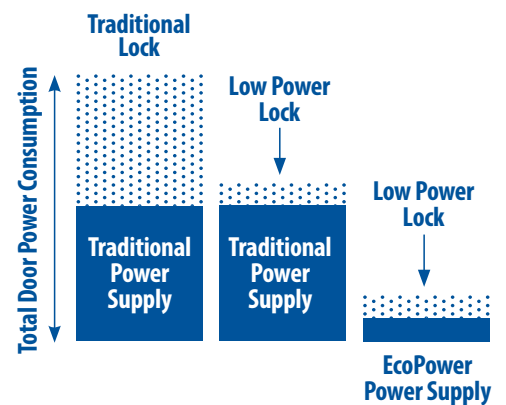 Traditional
Lock
Total Door Power Consumption
Low Power
Lock
Low Power
Lock
Traditional
Power
Supply
Traditional
Power
Supply
EcoPower
Power Supply